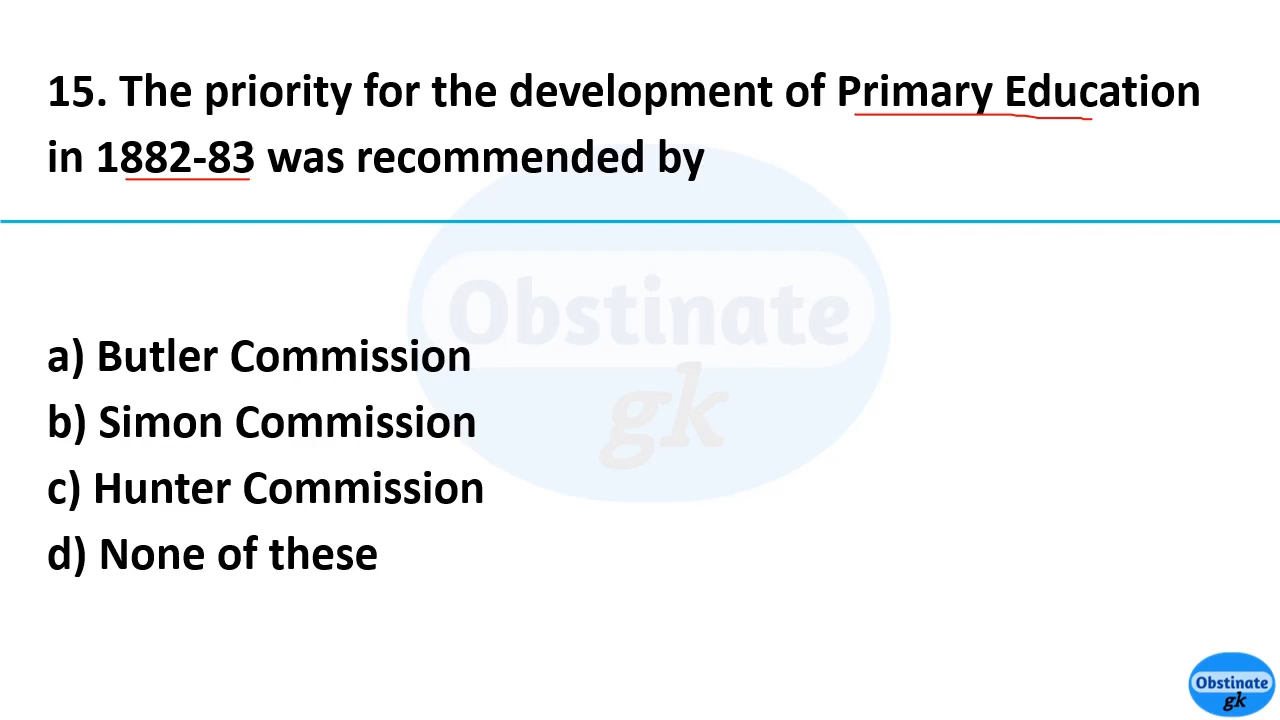 15. The priority for the development of Primary Education
in 1882-83 was recommended by
Obstinate
gk
a) Butler Commission
b) Simon Commission
c) Hunter Commission
d) None of these
Obstinate
gk